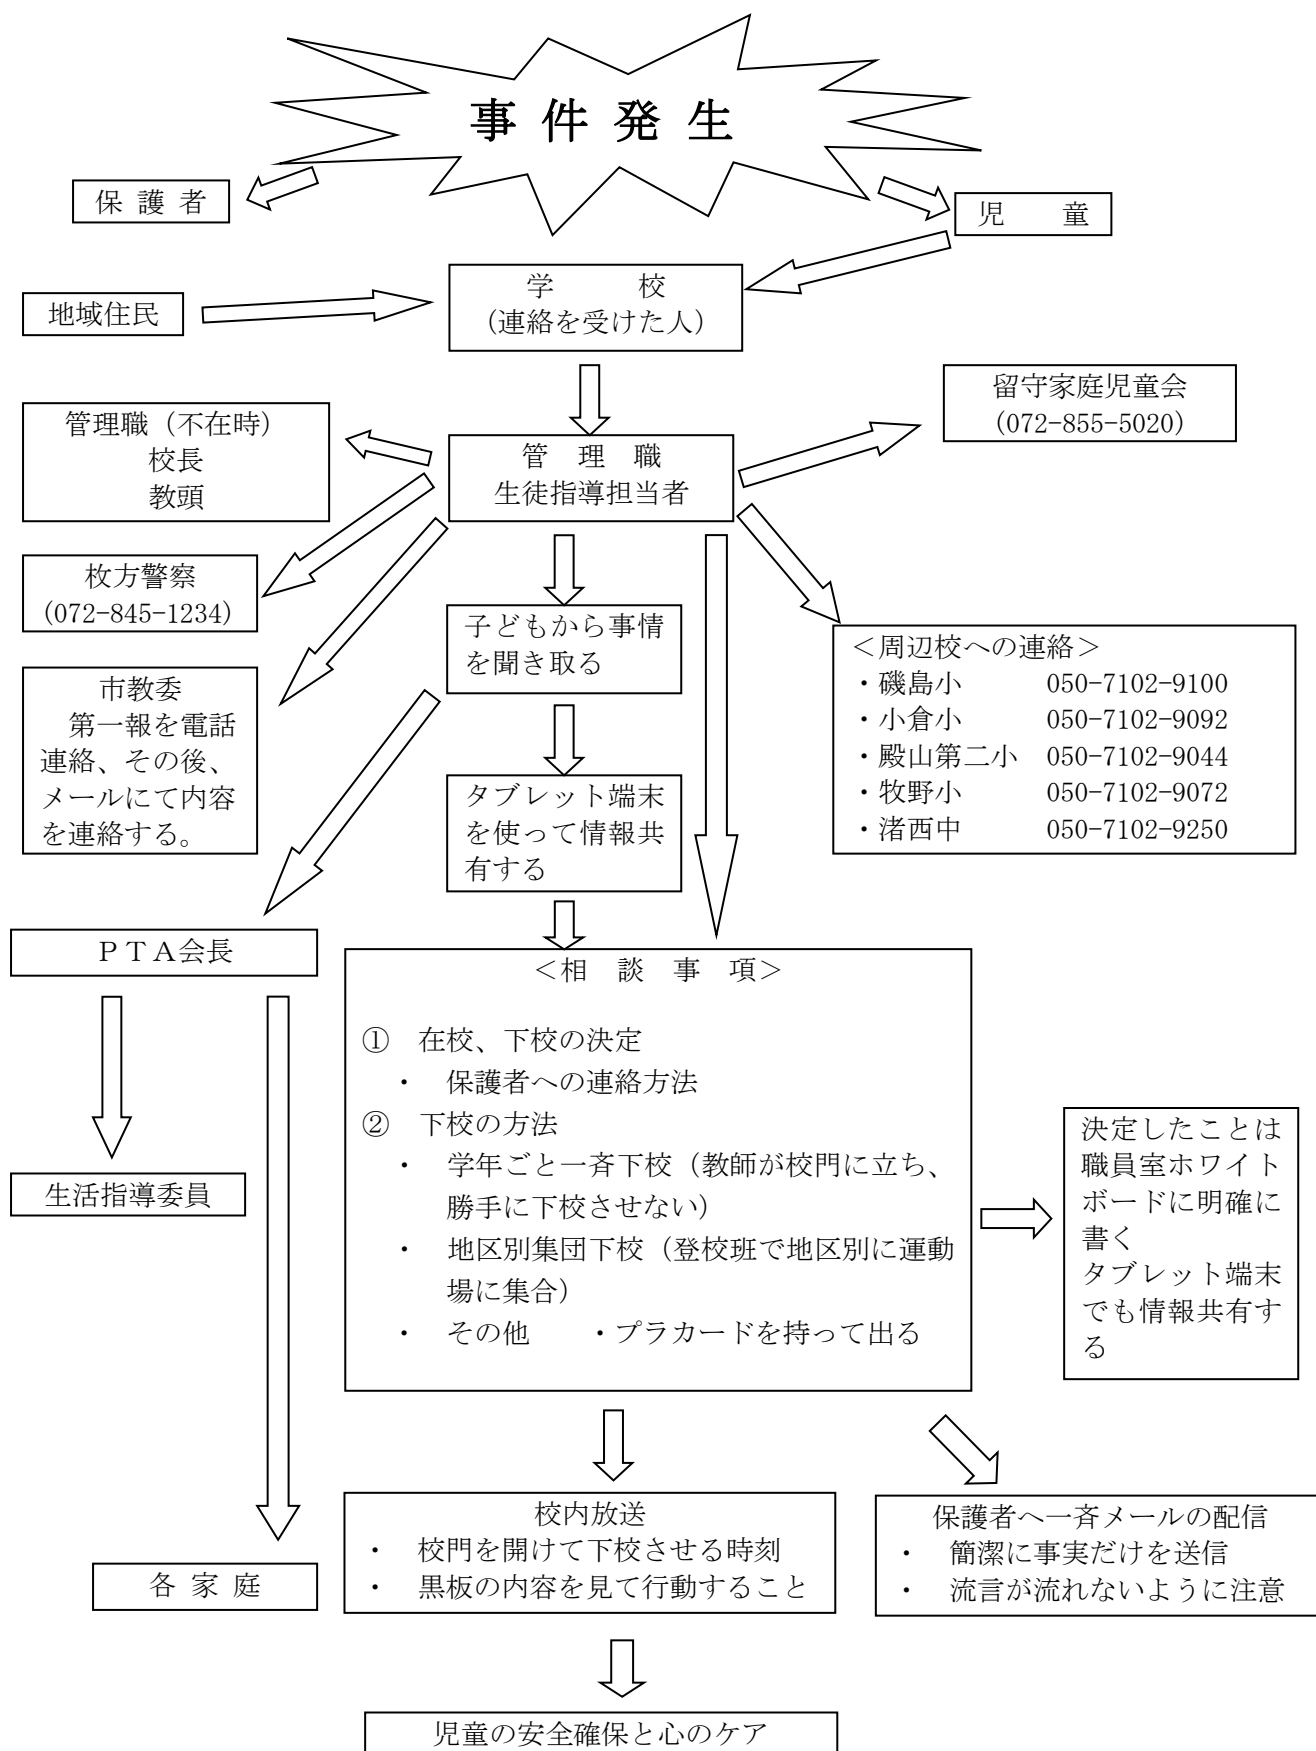 事件発生
保護者
児　　童
地域住民
学　　　校
（連絡を受けた人）
留守家庭児童会
(072-855-5020)
管理職（不在時）
校長
教頭
管　理　職
生徒指導担当者
枚方警察
(072-845-1234)
子どもから事情
を聞き取る
＜周辺校への連絡＞
・磯島小　　　050-7102-9100
・小倉小　　　050-7102-9092
・殿山第二小　050-7102-9044
・牧野小　　　050-7102-9072
・渚西中　　　050-7102-9250
市教委
第一報を電話
連絡、その後、
メールにて内容
を連絡する。
タブレット端末
を使って情報共
有する
ＰＴＡ会長
＜相　談　事　項＞
①　在校、下校の決定
・　保護者への連絡方法
②　下校の方法
・　学年ごと一斉下校（教師が校門に立ち、
勝手に下校させない）
・　地区別集団下校（登校班で地区別に運動
場に集合）
・　その他　　・プラカードを持って出る
決定したことは
職員室ホワイト
ボードに明確に
書く
タブレット端末
でも情報共有す
る
生活指導委員
校内放送
・　校門を開けて下校させる時刻
・　黒板の内容を見て行動すること
保護者へ一斉メールの配信
・　簡潔に事実だけを送信
・　流言が流れないように注意
各家庭
児童の安全確保と心のケア